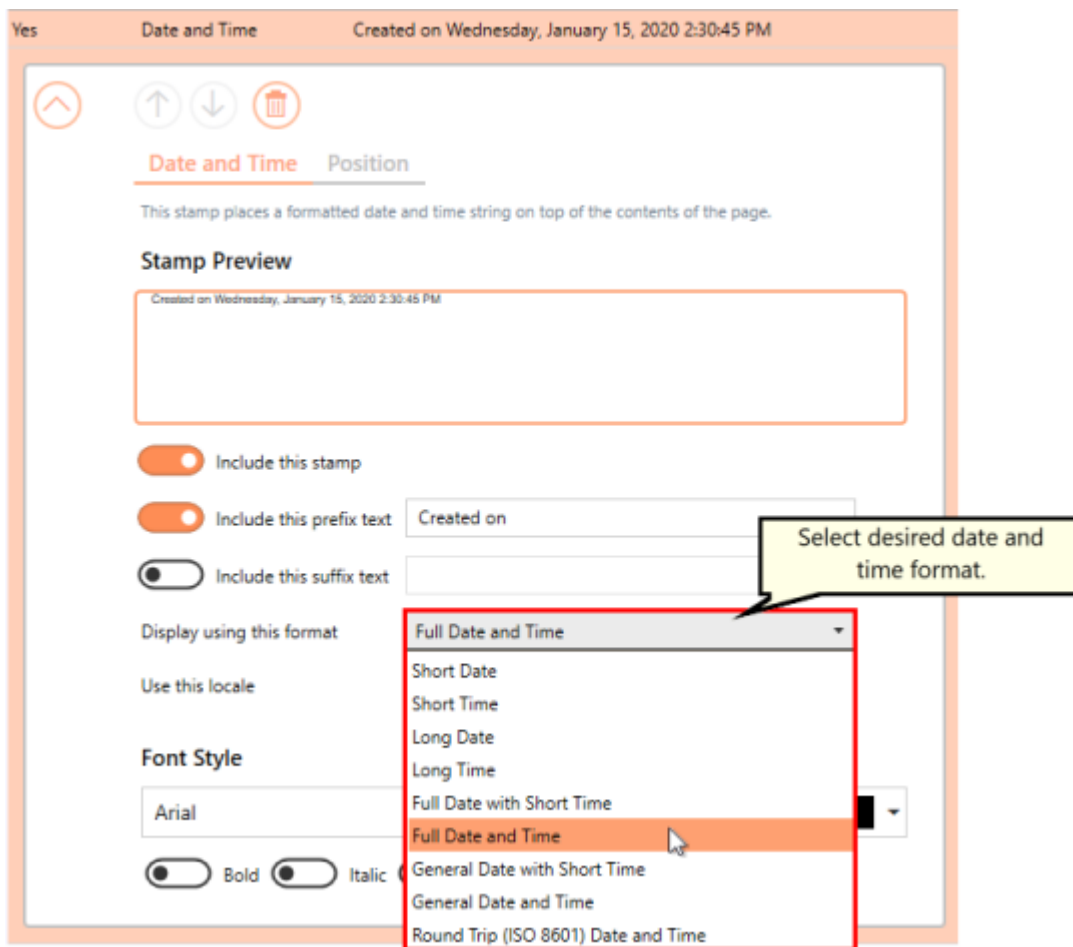 Yes Date and Time Created on Wednesday, January 15, 2020 2:30:45 PM
Date and Time Position
This stamp places a formatted date and time string on top of the contents of the page.
Stamp Preview
Created on Wednesday, January 15, 2020 2:30:45 PM
Include this stamp
Include this prefix text Created on
Select desired date and
time format.
Include this suffix text
Display using this format Full Date and Time
Short Date
Use this locale
Short Time
Long Date
Font Style
Long Time
Full Date with Short Time
Arial
Full Date and Time
Bold Italic General Date with Short Time
General Date and Time
Round Trip (ISO 8601) Date and Time